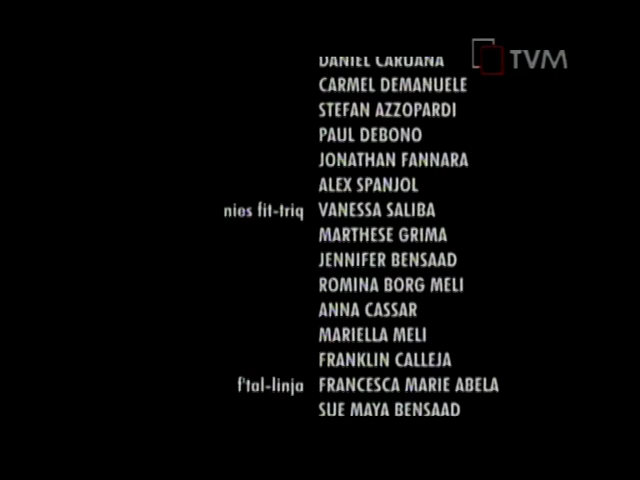 TVM
DANIEL CARUANA
CARMEL DEMANUELE
STEFAN AZZOPARDI
PAUL DEBONO
JONATHAN FANNARA
ALEX SPANJOL
nies fit-triq VANESSA SALIBA
MARTHESE GRIMA
JENNIFER BENSAAD
ROMINA BORG MELI
ANNA CASSAR
MARIELLA MELI
FRANKLIN CALLEJA
f'tal-linja FRANCESCA MARIE ABELA
SUE MAYA BENSAAD